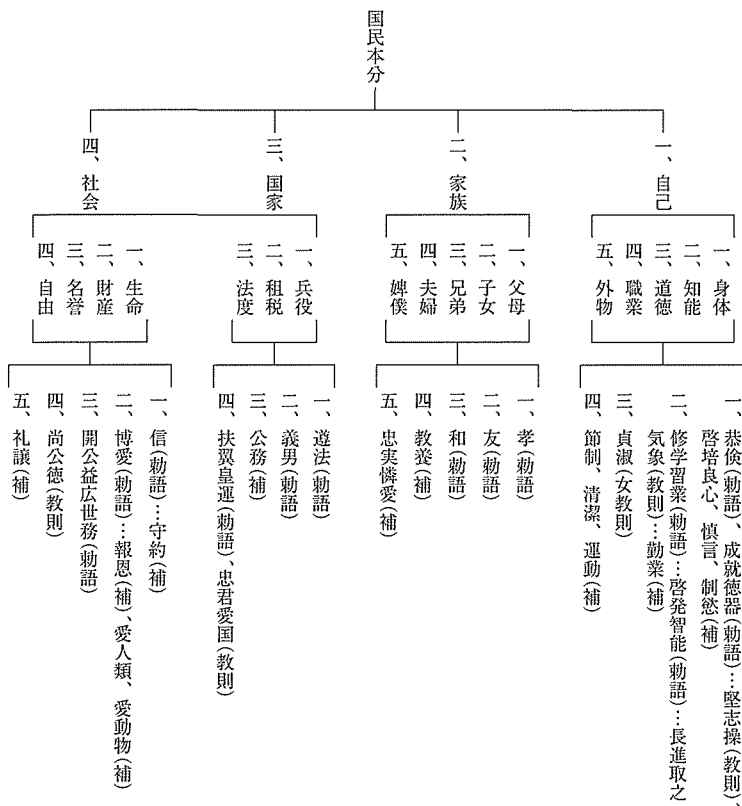 国民本分
一、自己
一、身体
二、知能
三、道徳
四、職業
五、外物
一、恭倹(勅語)、成就徳器(勅語)…堅志操(教則)、
啓培良心、慎言、制慾(補)
二、修学習業(勅語)…啓発智能(勅語)…長進取之
気象(教則)…勤業(補)
三、貞淑(女教則)
四、節制、清潔、運動(補)
二、家族
一、父母
二、子女
三、兄弟
四、夫婦
五、婢僕
一、孝(勅語)
二、友(勅語)
三、和(勅語)
四、教養(補)
五、忠実憐愛(補)
三、国家
一、兵役
二、租税
三、法度
一、遵法(勅語)
二、義男(勅語)
三、公務(補)
四、扶翼皇運(勅語)、忠君愛国(教則)
四、社会
一、生命
二、財産
三、名誉
四、自由
一、信(勅語)…守約(補)
二、博愛(勅語)…報恩(補)、愛人類、愛動物(補)
三、開公益広世務(勅語)
四、尚公徳(教則)
五、礼譲(補)